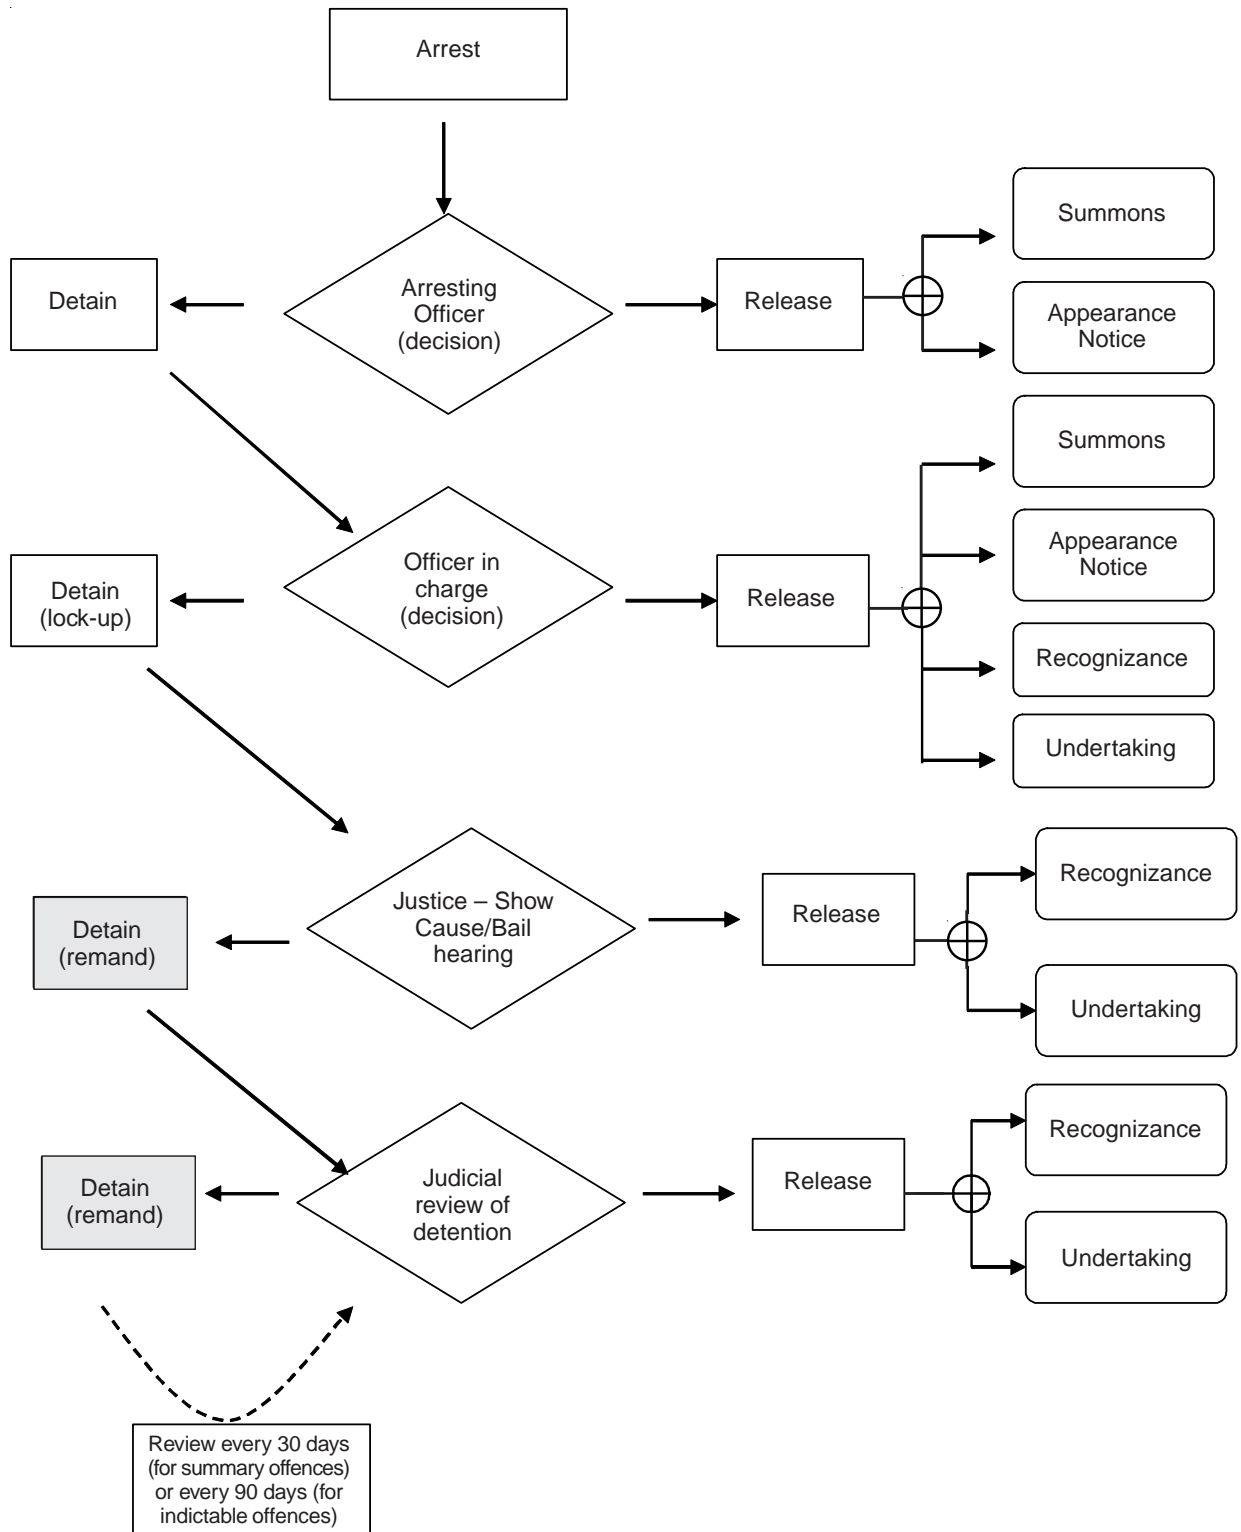 Arrest
Summons
Detain
Arresting
Officer
(decision)
Release
Appearance
Notice
Summons
Detain
(lock-up)
Officer in
charge
(decision)
Release
Appearance
Notice
Recognizance
Undertaking
Detain
(remand)
Justice – Show
Cause/Bail
hearing
Release
Recognizance
Undertaking
Detain
(remand)
Judicial
review of
detention
Release
Recognizance
Undertaking
Review every 30 days
(for summary offences)
or every 90 days (for
indictable offences)